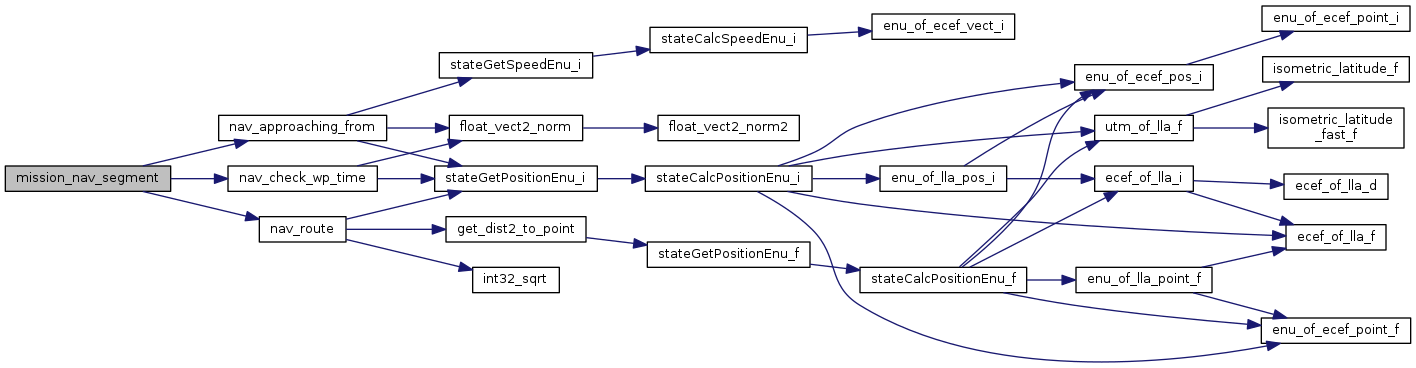 mission_nav_segment
nav_approaching_from
nav_check_wp_time
nav_route
stateGetSpeedEnu_i
float_vect2_norm
stateGetPositionEnu_i
get_dist2_to_point
int32_sqrt
stateCalcSpeedEnu_i
float_vect2_norm2
stateCalcPositionEnu_i
stateGetPositionEnu_f
enu_of_ecef_vect_i
enu_of_lla_pos_i
stateCalcPositionEnu_f
enu_of_ecef_pos_i
utm_of_lla_f
ecef_of_lla_i
enu_of_lla_point_f
enu_of_ecef_point_i
isometric_latitude_f
isometric_latitude
_fast_f
ecef_of_lla_d
ecef_of_lla_f
enu_of_ecef_point_f